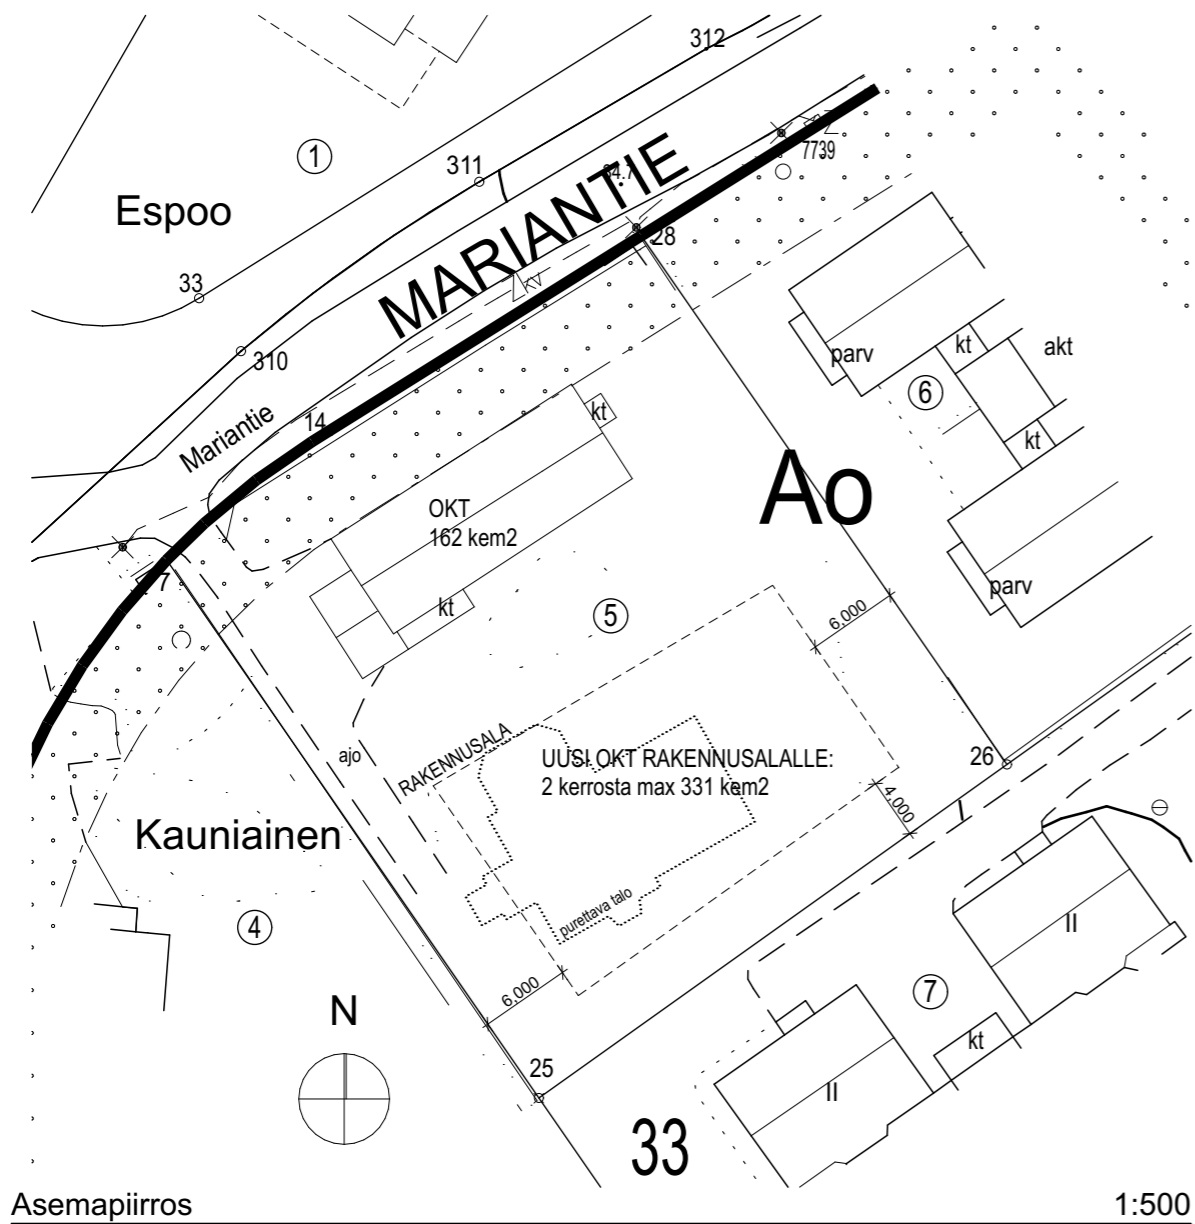 312
1
311
7739
Espoo
84.7
MARIANTIE
28
33
310
parv
kt
akt
6
Mariantie
14
kt
kt
Ao
OKT
162 kem2
7
kt
5
parv
6,000
RAKENNUSALA
ajo
UUSI OKT RAKENNUSALALLE:
2 kerrosta max 331 kem2
26
4,000
Kauniainen
purettava talo
4
II
6,000
7
N
kt
25
II
33
Asemapiirros
1:500